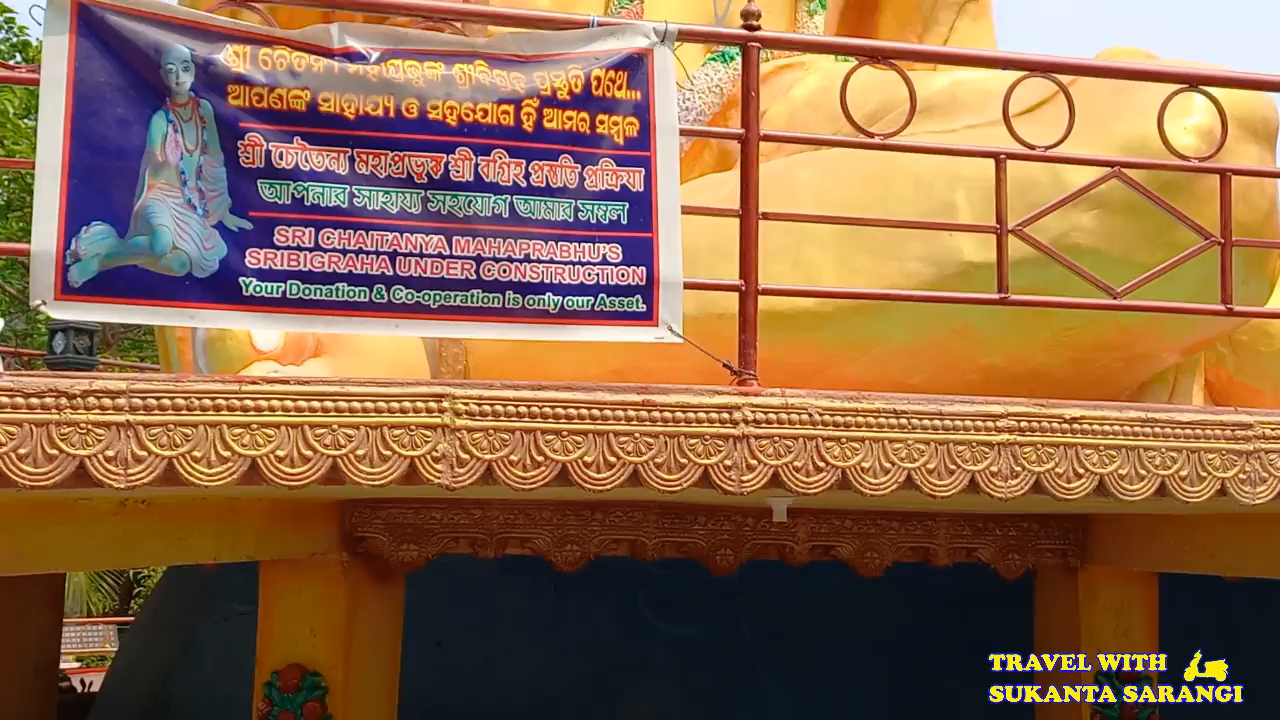 ଶ୍ରୀ ଚୈତନ୍ୟ ମହାପ୍ରଭୁଙ୍କ ଶ୍ରୀବିଗ୍ରହ ପ୍ରସ୍ତୁତି ପଥେ...
ଆପଣଙ୍କ ସାହାଯ୍ୟ ଓ ସହଯୋଗ ହିଁ ଆମର ସମ୍ବଳ
শ্রী চৈতন্য মহাপ্রভুঙ্ক শ্রী বিগ্রহ প্রস্তুতি প্রক্রিয়া
আপনার সাহায্য সহযোগ আমার সম্বল
SRI CHAITANYA MAHAPRABHU'S
SRIBIGRAHA UNDER CONSTRUCTION
Your Donation & Co-operation is only our Asset.
TRAVEL WITH
SUKANTA SARANGI